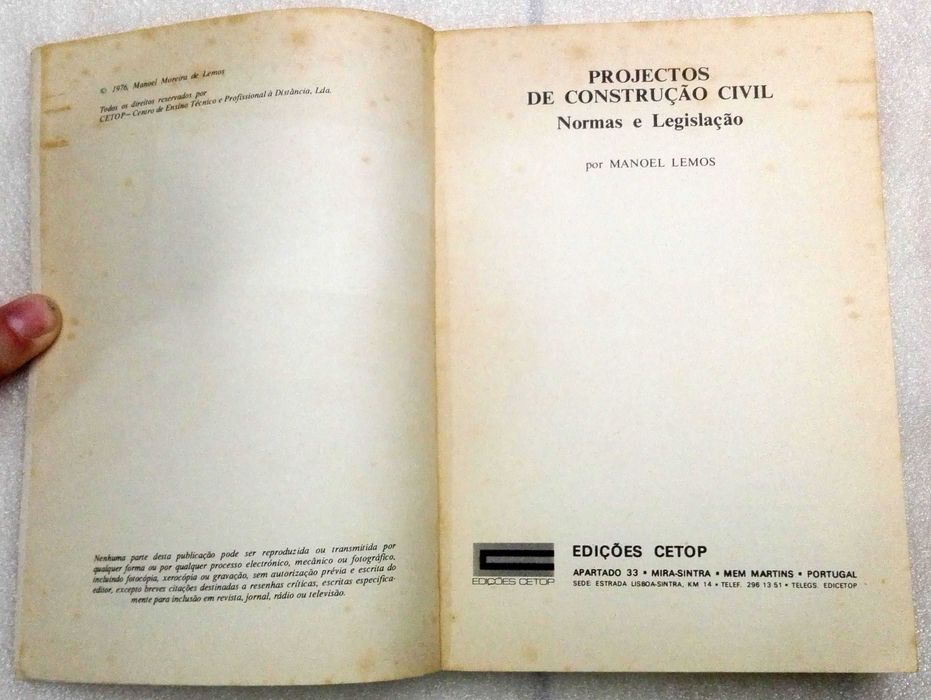 © 1976, Manoel Moreira de Lemos
Todos os direitos reservados por
CETOP – Centro de Ensino Técnico e Profissional à Distância, Lda.
Nenhuma parte desta publicação pode ser reproduzida ou transmitida por
qualquer forma ou por qualquer processo electrónico, mecânico ou fotográfico,
incluindo fotocópia, xerocópia ou gravação, sem autorização prévia e escrita do
editor, excepto breves citações destinadas a resenhas críticas, escritas especifica-
mente para inclusão em revista, jornal, rádio ou televisão.
PROJECTOS
DE CONSTRUÇÃO CIVIL
Normas e Legislação
por MANOEL LEMOS
EDIÇÕES CETOP
EDIÇÕES CETOP
APARTADO 33 • MIRA-SINTRA • MEM MARTINS • PORTUGAL
SEDE ESTRADA LISBOA-SINTRA, KM 14 • TELEF. 296 13 51 • TELEGS. EDICETOP